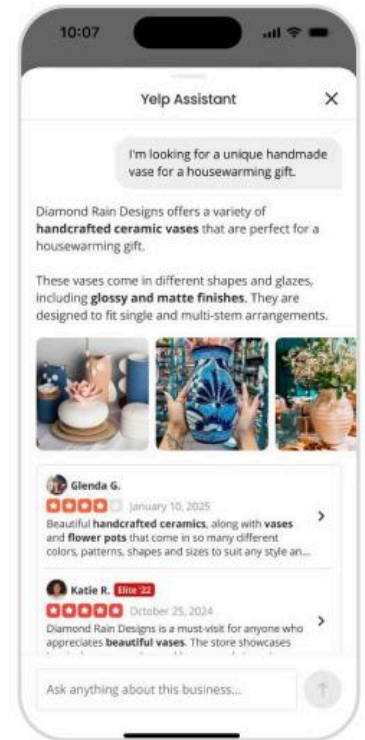 10:07
Yelp Assistant
I'm looking for a unique handmade
vase for a housewarming gift.
Diamond Rain Designs offers a variety of
handcrafted ceramic vases that are perfect for a
housewarming gift.
These vases come in different shapes and glazes,
including glossy and matte finishes. They are
designed to fit single and multi-stem arrangements.
Glenda G.
January 10, 2025
Beautiful handcrafted ceramics, along with vases
and flower pots that come in so many different
colors, patterns, shapes and sizes to suit any style an...
Katie R. Elite '22
October 25, 2024
Diamond Rain Designs is a must-visit for anyone who
appreciates beautiful vases. The store showcases
Ask anything about this business...